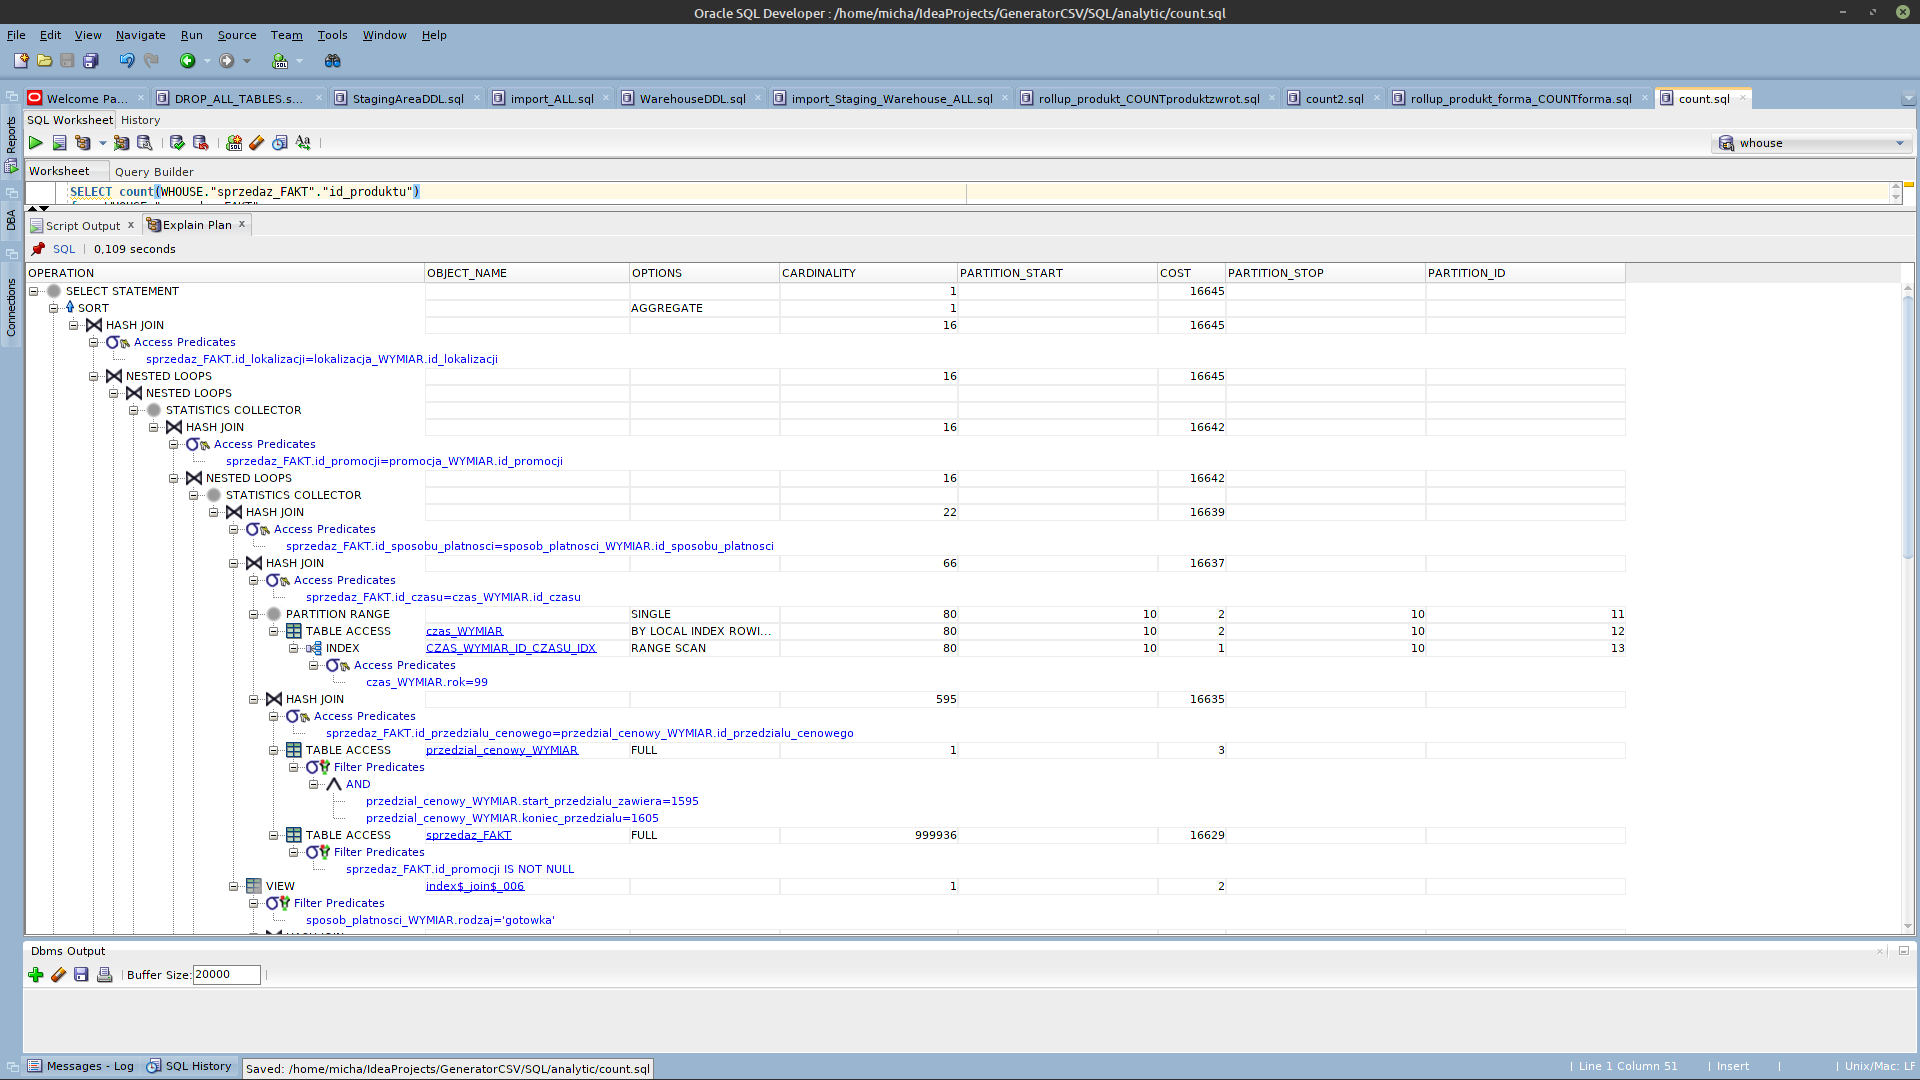 Oracle SQL Developer : /home/micha/IdeaProjects/GeneratorCSV/SQL/analytic/count.sql
File Edit View Navigate Run Source Team Tools Window Help
Welcome Pa... DROP_ALL_TABLES.s... StagingAreaDDL.sql import_ALL.sql WarehouseDDL.sql import_Staging_Warehouse_ALL.sql rollup_produkt_COUNTproduktzwrot.sql count2.sql rollup_produkt_forma_COUNTforma.sql count.sql
Reports
DBA
Connections
SQL Worksheet History
whouse
Worksheet Query Builder
SELECT count(WHOUSE."sprzedaz_FAKT"."id_produktu")
Script Output x Explain Plan x
SQL | 0,109 seconds
OPERATION OBJECT_NAME OPTIONS CARDINALITY PARTITION_START COST PARTITION_STOP PARTITION_ID
SELECT STATEMENT 1 16645
SORT AGGREGATE 1
HASH JOIN 16 16645
Access Predicates
sprzedaz_FAKT.id_lokalizacji=lokalizacja_WYMIAR.id_lokalizacji
NESTED LOOPS 16 16645
NESTED LOOPS
STATISTICS COLLECTOR
HASH JOIN 16 16642
Access Predicates
sprzedaz_FAKT.id_promocji=promocja_WYMIAR.id_promocji
NESTED LOOPS 16 16642
STATISTICS COLLECTOR
HASH JOIN 22 16639
Access Predicates
sprzedaz_FAKT.id_sposobu_platnosci=sposob_platnosci_WYMIAR.id_sposobu_platnosci
HASH JOIN 66 16637
Access Predicates
sprzedaz_FAKT.id_czasu=czas_WYMIAR.id_czasu
PARTITION RANGE SINGLE 80 10 2 10 11
TABLE ACCESS czas_WYMIAR BY LOCAL INDEX ROWI... 80 10 2 10 12
INDEX CZAS_WYMIAR_ID_CZASU_IDX RANGE SCAN 80 10 1 10 13
Access Predicates
czas_WYMIAR.rok=99
HASH JOIN 595 16635
Access Predicates
sprzedaz_FAKT.id_przedzialu_cenowego=przedzial_cenowy_WYMIAR.id_przedzialu_cenowego
TABLE ACCESS przedzial_cenowy_WYMIAR FULL 1 3
Filter Predicates
AND
przedzial_cenowy_WYMIAR.start_przedzialu_zawiera=1595
przedzial_cenowy_WYMIAR.koniec_przedzialu=1605
TABLE ACCESS sprzedaz_FAKT FULL 999936 16629
Filter Predicates
sprzedaz_FAKT.id_promocji IS NOT NULL
VIEW index$_join$_006 1 2
Filter Predicates
sposob_platnosci_WYMIAR.rodzaj='gotowka'
Dbms Output
Buffer Size: 20000
Messages - Log SQL History Saved: /home/micha/IdeaProjects/GeneratorCSV/SQL/analytic/count.sql
Line 1 Column 51 Insert Unix/Mac: LF